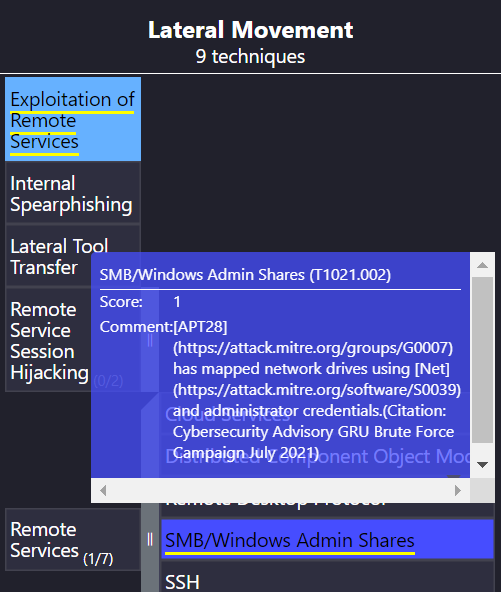 Lateral Movement
9 techniques
Exploitation of
Remote
Services
Internal
Spearphishing
Lateral Tool
Transfer
Remote
Service
Session
Hijacking (0/2)
SMB/Windows Admin Shares (T1021.002)
Score: 1
Comment:[APT28]
(https://attack.mitre.org/groups/G0007)
has mapped network drives using [Net]
(https://attack.mitre.org/software/S0039)
and administrator credentials.(Citation:
Cybersecurity Advisory GRU Brute Force
Campaign July 2021)
Cloud Services
Distributed Component Object Mod
Remote Desktop Protocol
Remote
Services (1/7)
SMB/Windows Admin Shares
SSH